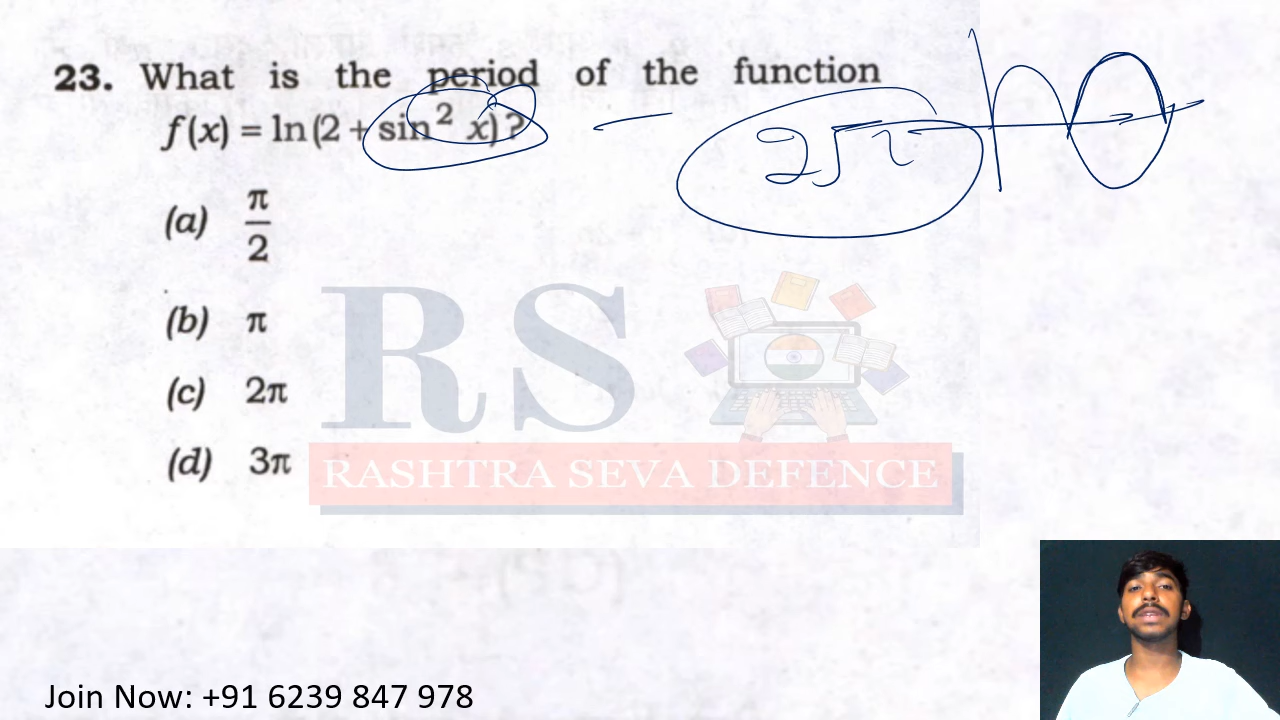 23. What is the period of the function
f(x) = ln(2 + sin² x)?
(a) π/2
(b) π
(c) 2π
(d) 3π
RS
RASHTRA SEVA DEFENCE
Join Now: +91 6239 847 978